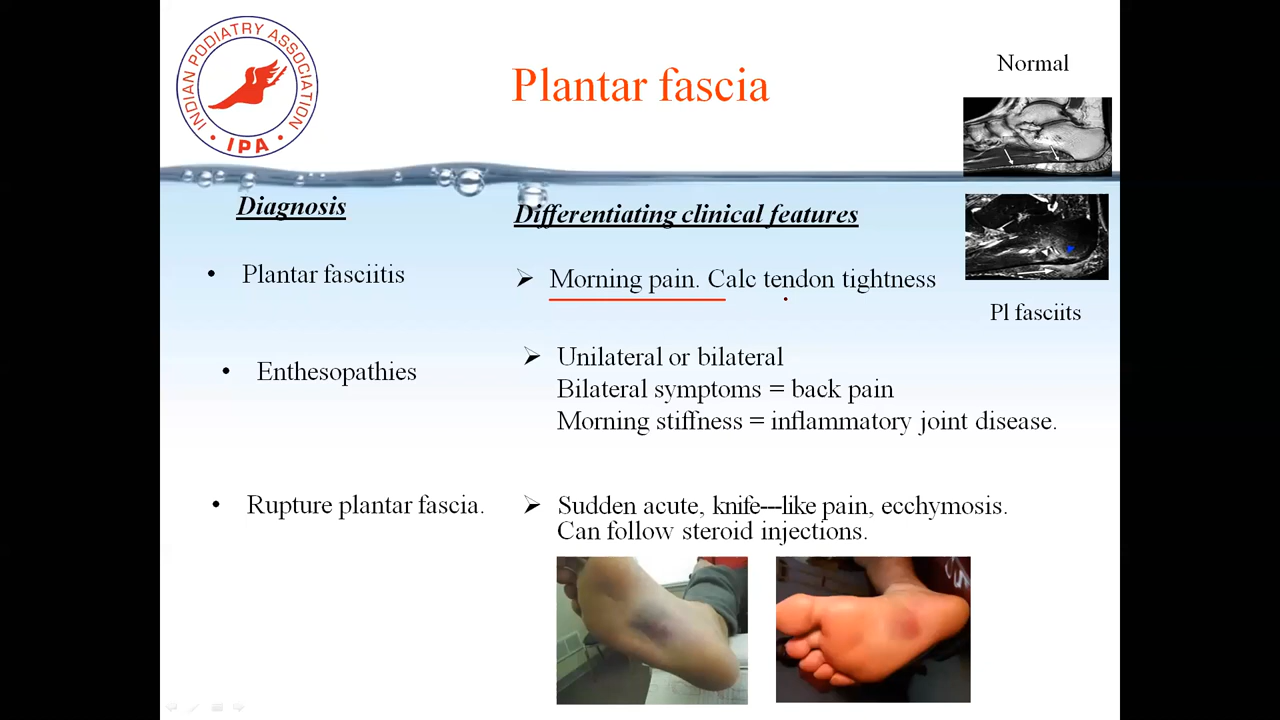 INDIAN PODIATRY ASSOCIATION
• IPA •
Plantar fascia
Normal
Diagnosis
Differentiating clinical features
• Plantar fasciitis
➢ Morning pain. Calc tendon tightness
Pl fasciits
• Enthesopathies
➢ Unilateral or bilateral
Bilateral symptoms = back pain
Morning stiffness = inflammatory joint disease.
• Rupture plantar fascia.
➢ Sudden acute, knife---like pain, ecchymosis.
Can follow steroid injections.